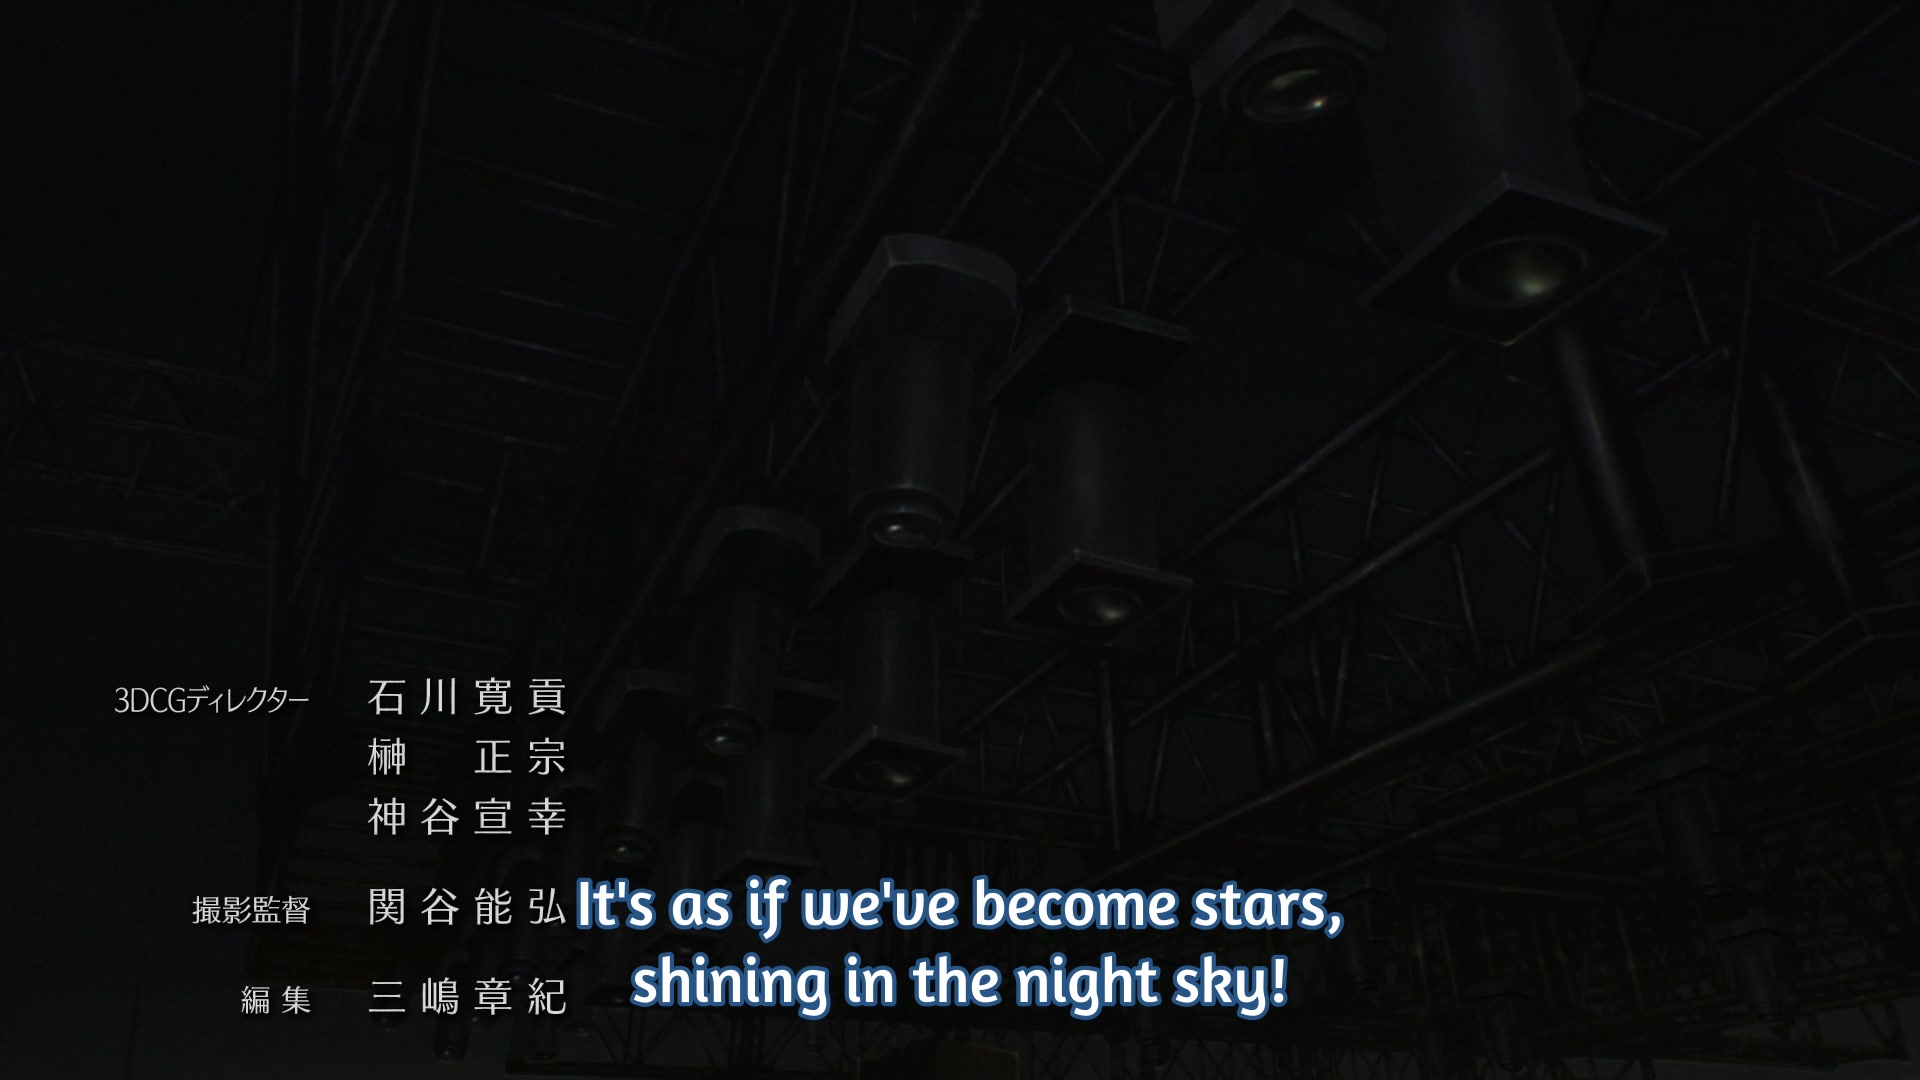 3DCGディレクター 石川寛貢
榊 正宗
神谷宣幸
撮影監督 関谷能弘
編集 三嶋章紀
It's as if we've become stars,
shining in the night sky!